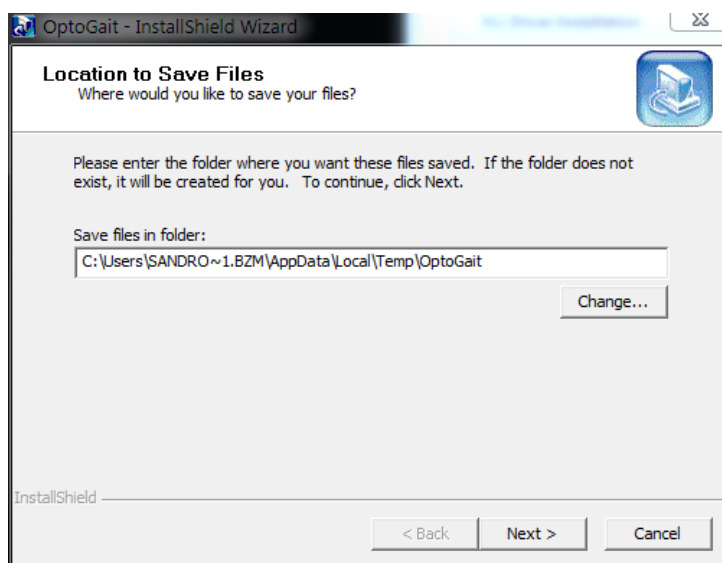 OptoGait - InstallShield Wizard
Location to Save Files
Where would you like to save your files?
Please enter the folder where you want these files saved. If the folder does not
exist, it will be created for you. To continue, click Next.
Save files in folder:
C:\Users\SANDRO~1.BZM\AppData\Local\Temp\OptoGait
Change...
InstallShield
< Back
Next >
Cancel